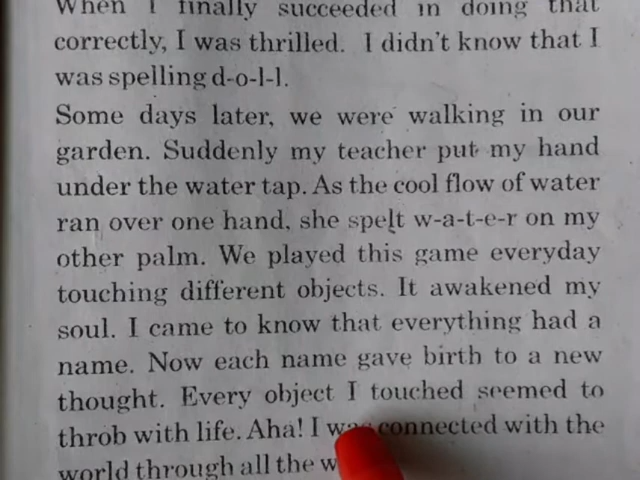 When I finally succeeded in doing that
correctly, I was thrilled. I didn't know that I
was spelling d-o-l-l.
Some days later, we were walking in our
garden. Suddenly my teacher put my hand
under the water tap. As the cool flow of water
ran over one hand, she spelt w-a-t-e-r on my
other palm. We played this game everyday
touching different objects. It awakened my
soul. I came to know that everything had a
name. Now each name gave birth to a new
thought. Every object I touched seemed to
throb with life. Aha! I was connected with the
world through all the